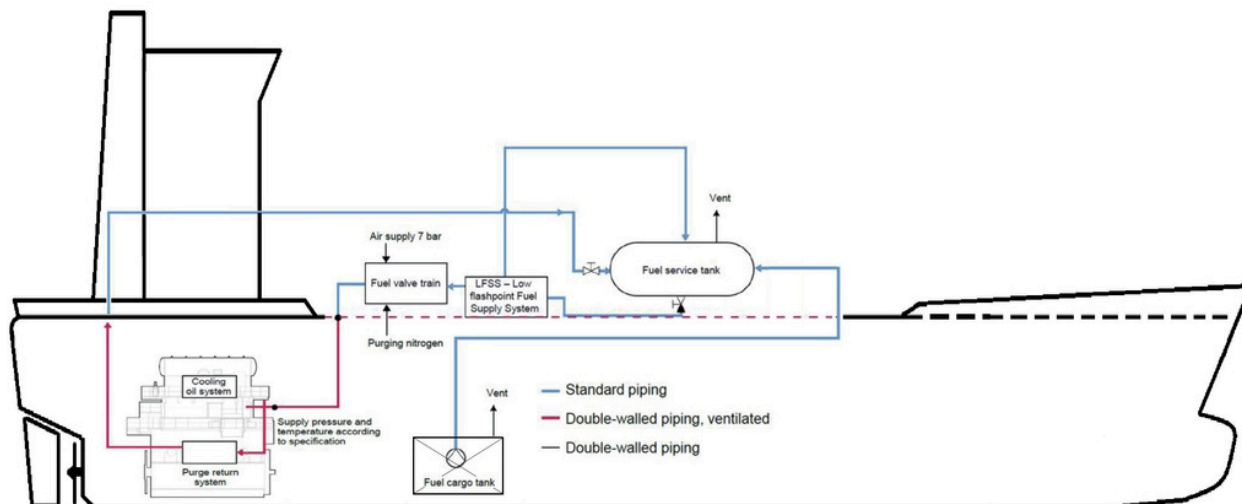 Vent
Air supply 7 bar
Fuel valve train
LFSS – Low
flashpoint Fuel
Supply System
Fuel service tank
Purging nitrogen
Cooling
oil system
Supply pressure and
temperature according
to specification
Purge return
system
Vent
Fuel cargo tank
Standard piping
Double-walled piping, ventilated
Double-walled piping